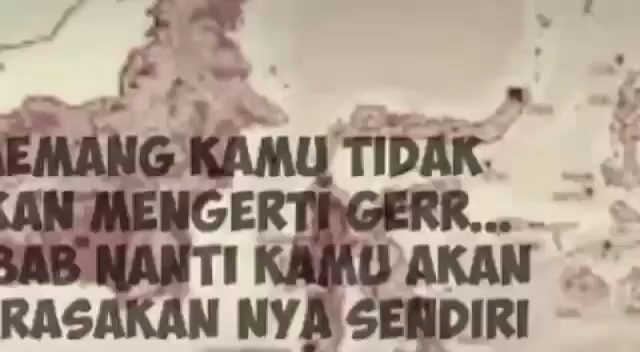 EMANG KAMU TIDAK
KAN MENGERTI GERR...
BAB NANTI KAMU AKAN
RASAKAN NYA SENDIRI